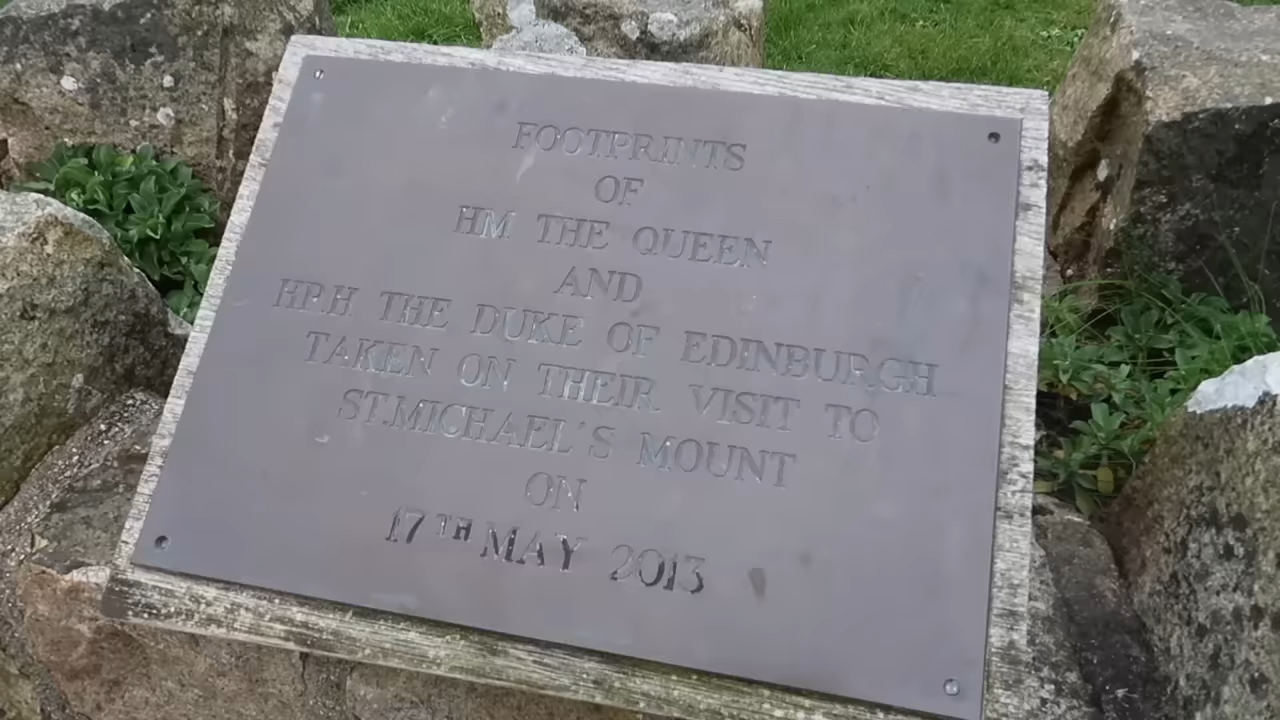 FOOTPRINTS
OF
HM THE QUEEN
AND
HRH THE DUKE OF EDINBURGH
TAKEN ON THEIR VISIT TO
ST.MICHAEL'S MOUNT
ON
17TH MAY 2013